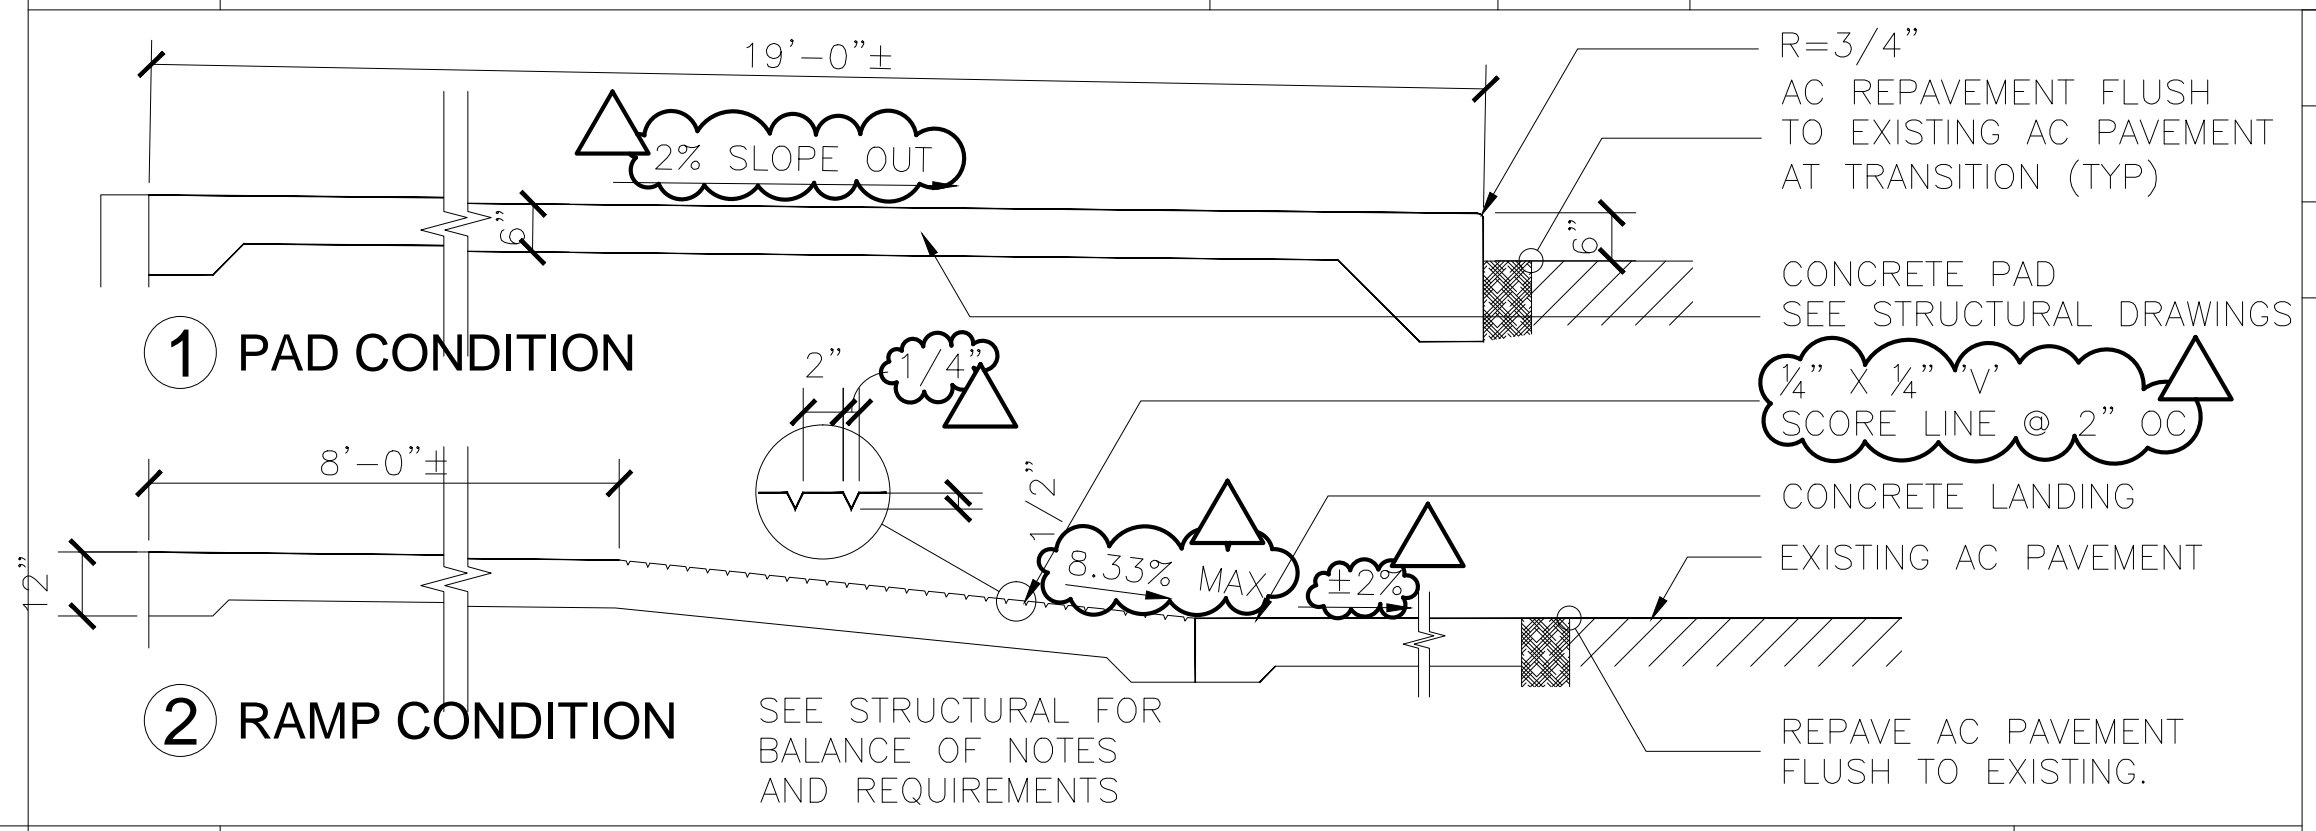 19'-0"±
R=3/4"
AC REPAVEMENT FLUSH
TO EXISTING AC PAVEMENT
AT TRANSITION (TYP)
2% SLOPE OUT
6"
6"
CONCRETE PAD
SEE STRUCTURAL DRAWINGS
1 PAD CONDITION
2"
1/4"
¼" X ¼" 'V'
SCORE LINE @ 2" OC
8'-0"±
1/2"
CONCRETE LANDING
8.33% MAX
±2%
EXISTING AC PAVEMENT
12"
2 RAMP CONDITION
SEE STRUCTURAL FOR
BALANCE OF NOTES
AND REQUIREMENTS
REPAVE AC PAVEMENT
FLUSH TO EXISTING.